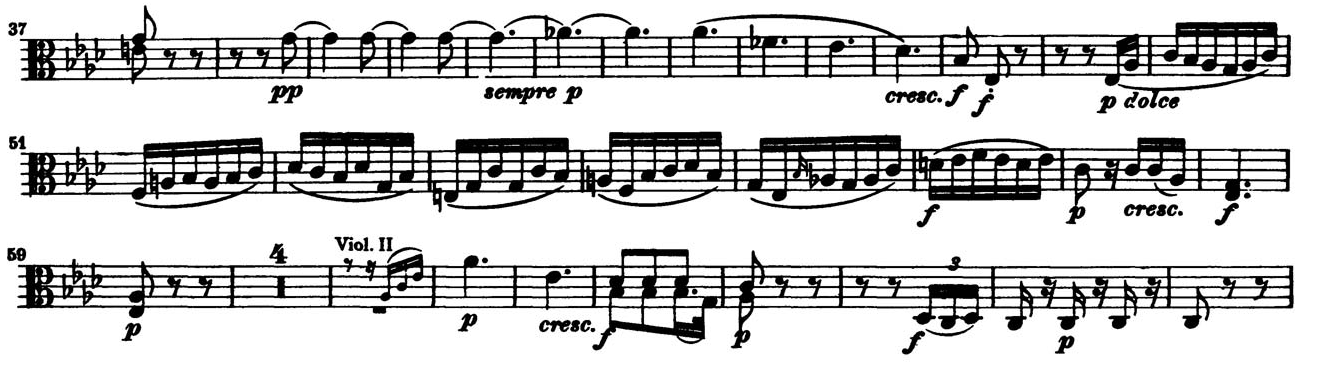 37
pp sempre p cresc. f f p dolce
51
f p cresc. f
59 4 Viol. II 3
p p cresc. f p f p